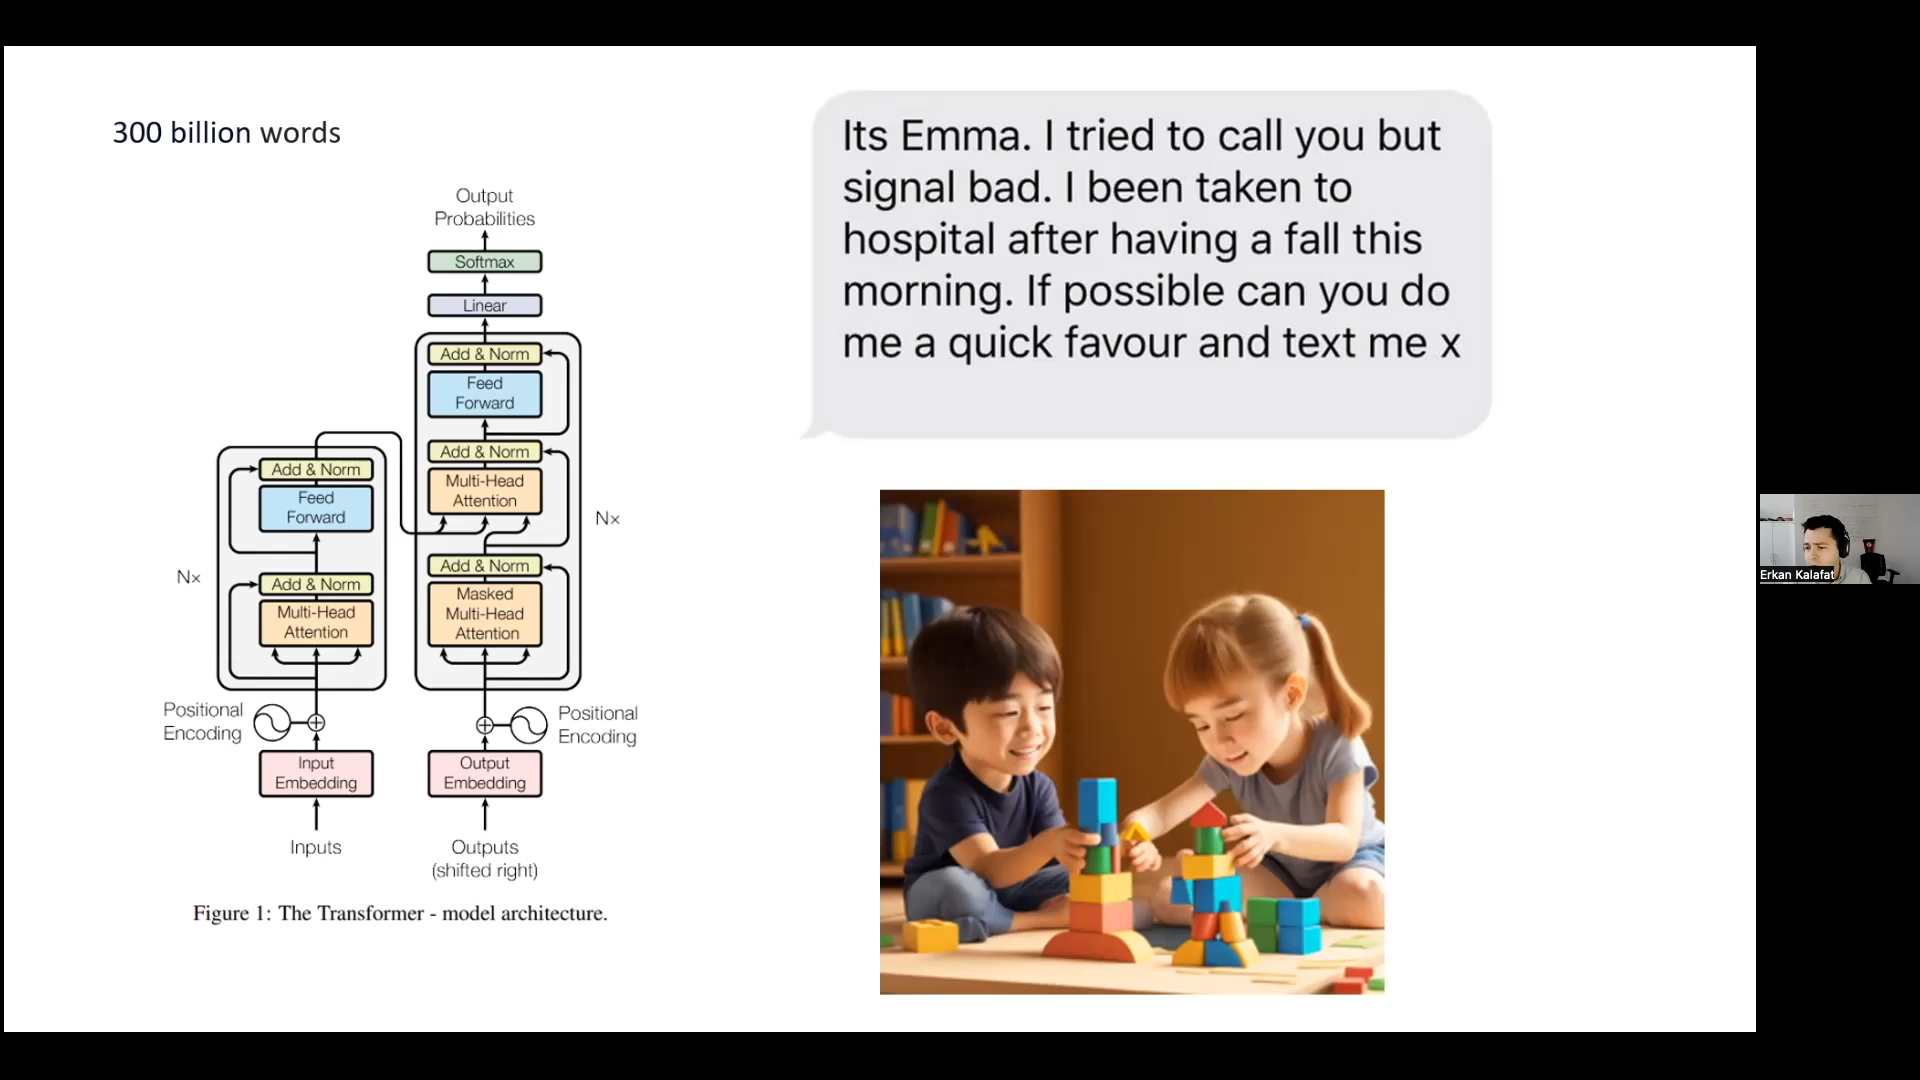 300 billion words
Output
Probabilities
Softmax
Linear
Add & Norm
Feed
Forward
Add & Norm
Multi-Head
Attention
Nx
Add & Norm
Masked
Multi-Head
Attention
Add & Norm
Feed
Forward
Nx
Add & Norm
Multi-Head
Attention
Positional
Encoding
Positional
Encoding
Input
Embedding
Output
Embedding
Inputs
Outputs
(shifted right)
Figure 1: The Transformer - model architecture.
Its Emma. I tried to call you but
signal bad. I been taken to
hospital after having a fall this
morning. If possible can you do
me a quick favour and text me x
Erkan Kalafat